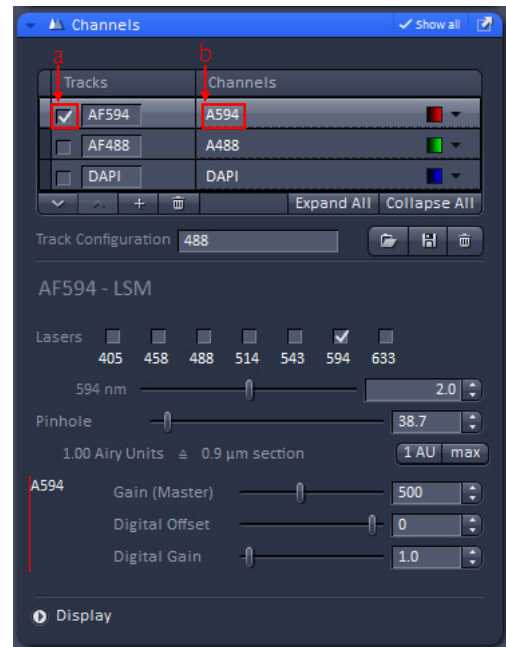 Channels Show all
a b
Tracks Channels
AF594 A594
AF488 A488
DAPI DAPI
+ Expand All Collapse All
Track Configuration 488
AF594 - LSM
Lasers
405 458 488 514 543 594 633
594 nm 2.0
Pinhole 38.7
1.00 Airy Units ≙ 0.9 µm section 1 AU max
A594 Gain (Master) 500
Digital Offset 0
Digital Gain 1.0
Display